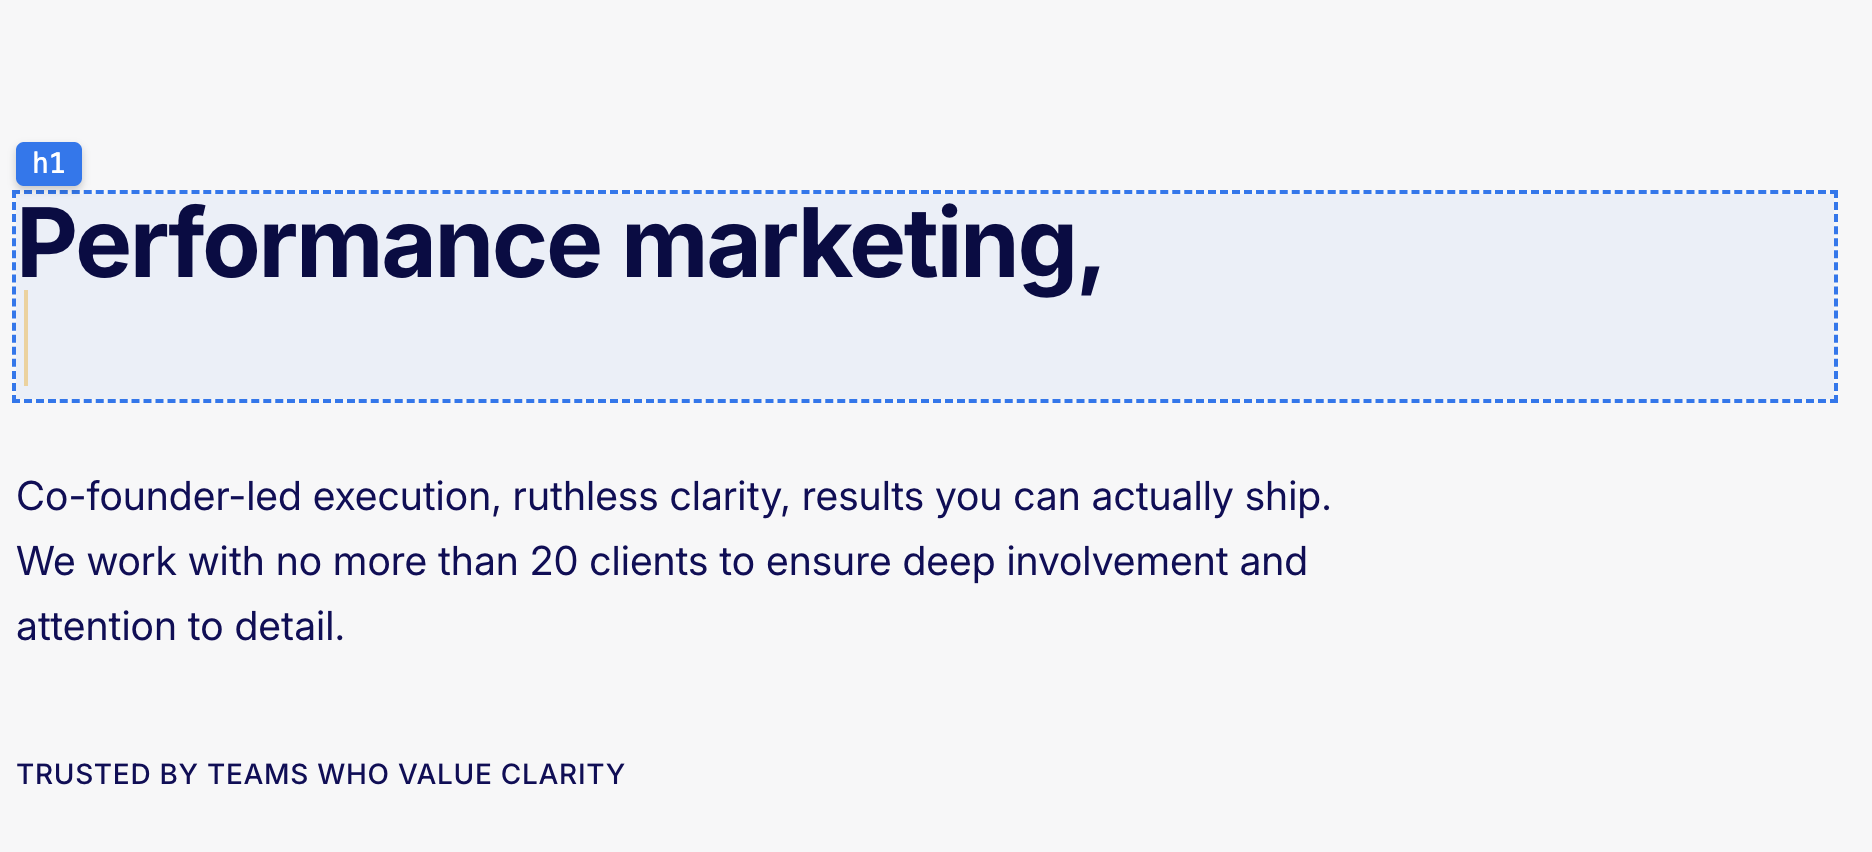 h1
Performance marketing,
Co-founder-led execution, ruthless clarity, results you can actually ship.
We work with no more than 20 clients to ensure deep involvement and
attention to detail.
TRUSTED BY TEAMS WHO VALUE CLARITY